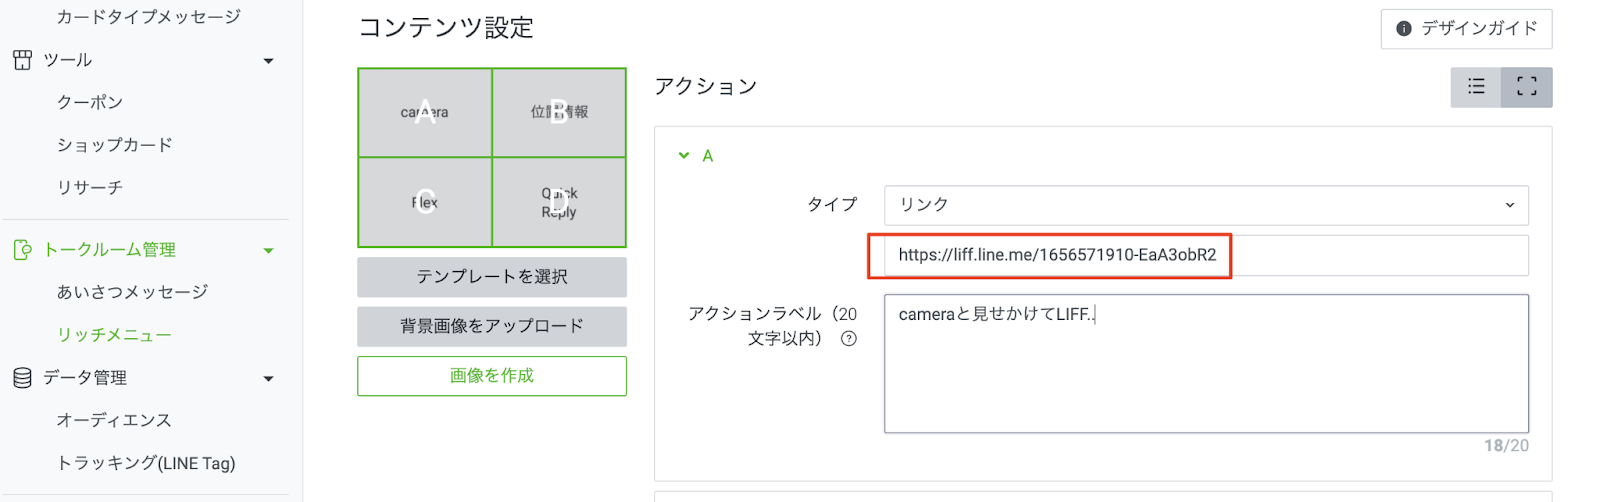 カードタイプメッセージ
ツール
クーポン
ショップカード
リサーチ
トークルーム管理
あいさつメッセージ
リッチメニュー
データ管理
オーディエンス
トラッキング(LINE Tag)
コンテンツ設定
デザインガイド
camera
A
位置情報
B
Flex
C
Quick
Reply
D
テンプレートを選択
背景画像をアップロード
画像を作成
アクション
A
タイプ
リンク
https://liff.line.me/1656571910-EaA3obR2
アクションラベル（20
文字以内）
cameraと見せかけてLIFF..
18/20